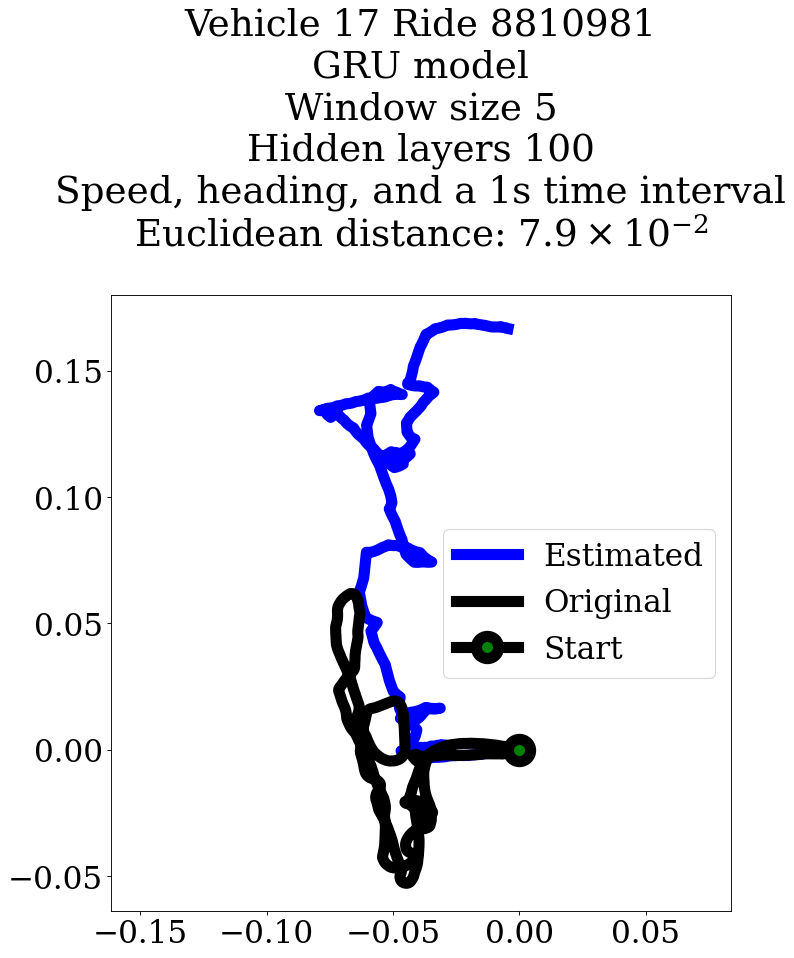 Vehicle 17 Ride 8810981
GRU model
Window size 5
Hidden layers 100
Speed, heading, and a 1s time interval
Euclidean distance: 7.9 × 10⁻²
0.15
0.10
0.05
0.00
−0.05
Estimated
Original
Start
−0.15 −0.10 −0.05 0.00 0.05